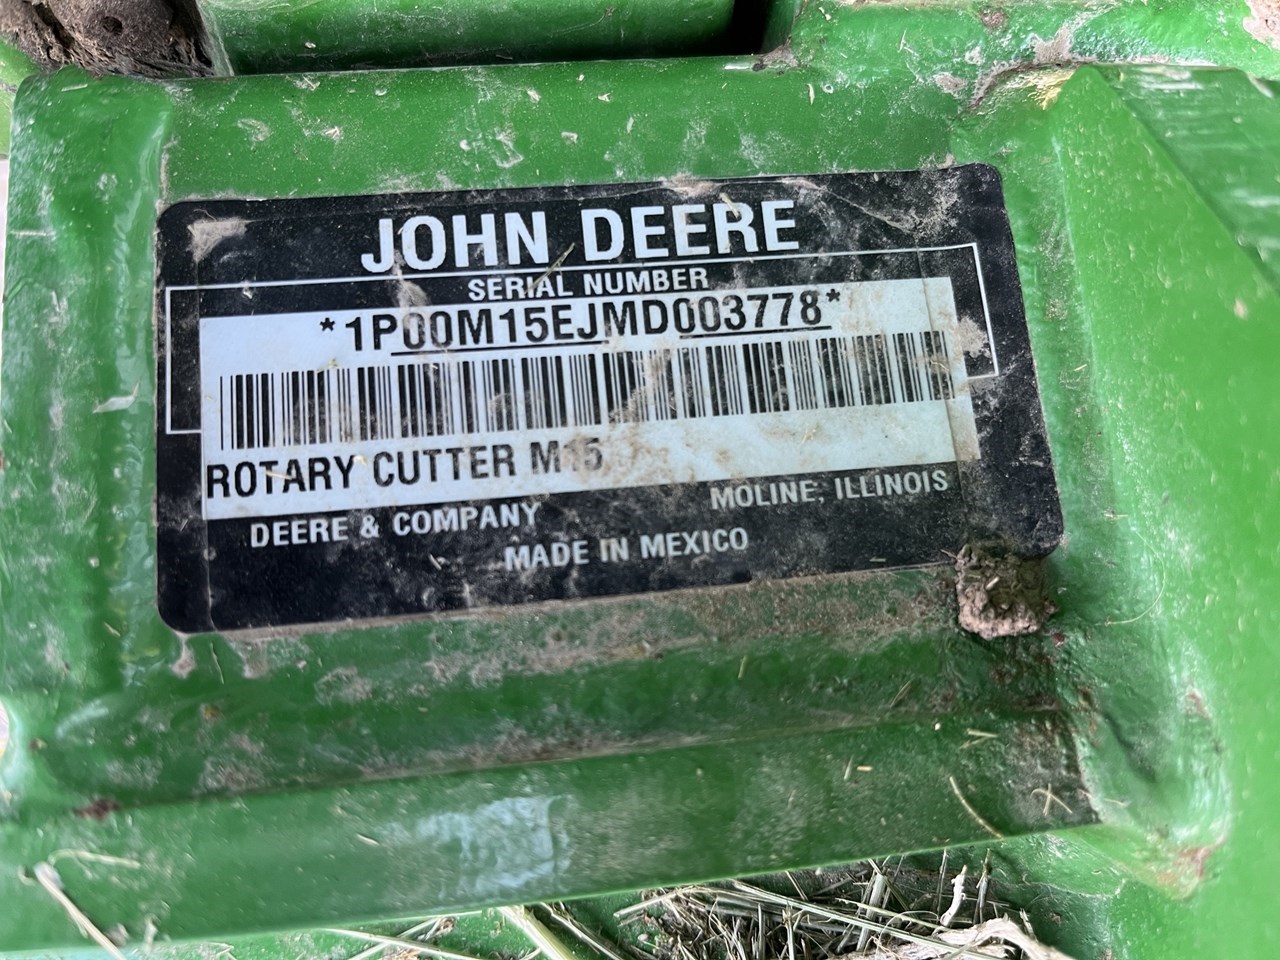 JOHN DEERE
SERIAL NUMBER
*1P00M15EJMD003778*
ROTARY CUTTER M15
DEERE & COMPANY MOLINE, ILLINOIS
MADE IN MEXICO